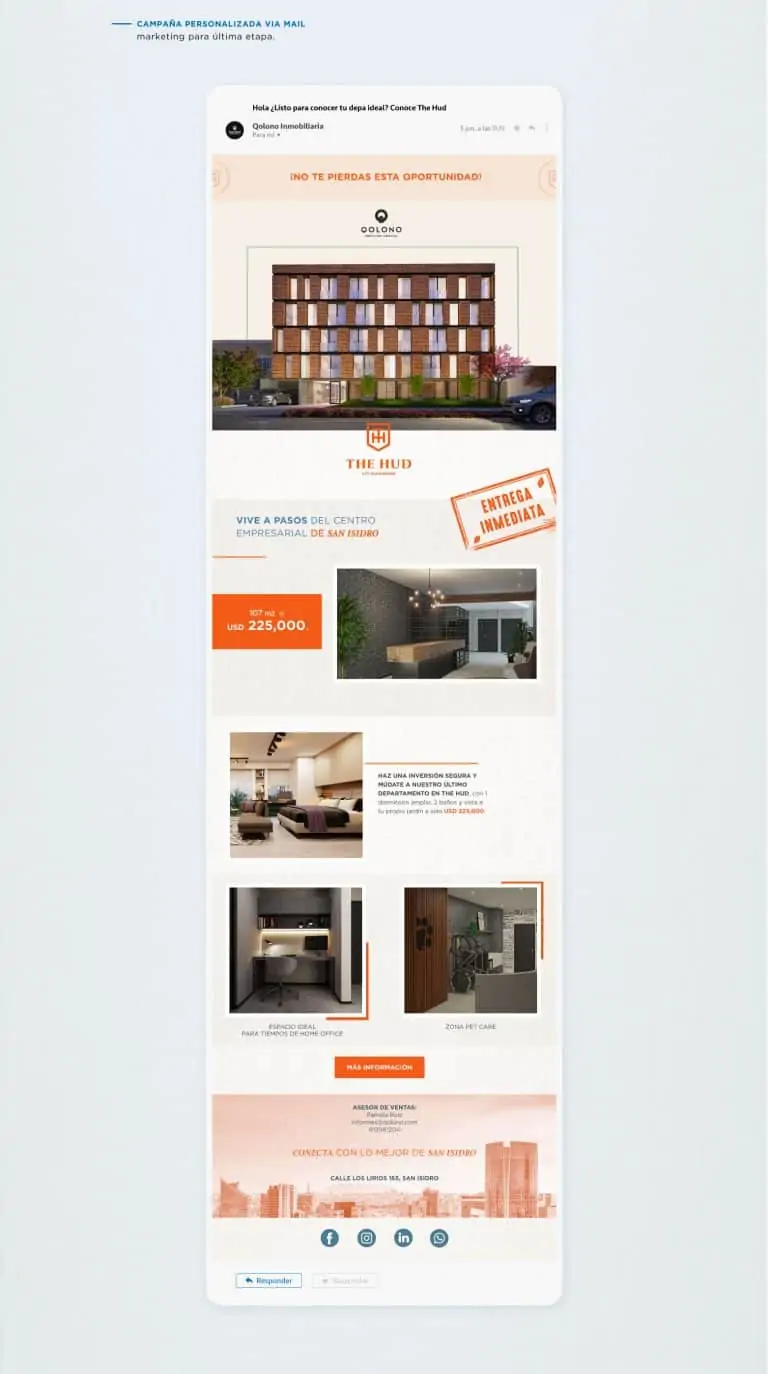 CAMPAÑA PERSONALIZADA VIA MAIL
marketing para última etapa.
Hola ¿Listo para conocer tu depa ideal? Conoce The Hud
Qolono Inmobiliaria
Para mí
¡NO TE PIERDAS ESTA OPORTUNIDAD!
QOLONO
THE HUD
ENTREGA
INMEDIATA
VIVE A PASOS DEL CENTRO
EMPRESARIAL DE SAN ISIDRO
107 m2
USD 225,000.
HAZ UNA INVERSIÓN SEGURA Y
MÚDATE A NUESTRO ÚLTIMO
DEPARTAMENTO EN THE HUD, con 1
dormitorio amplio, 2 baños y vista a
tu propio jardín a sólo USD 225,000.
ESPACIO IDEAL
PARA TIEMPOS DE HOME OFFICE
ZONA PET CARE
MÁS INFORMACIÓN
ASESOR DE VENTAS:
CONECTA CON LO MEJOR DE SAN ISIDRO
CALLE LOS LIRIOS 155, SAN ISIDRO
Responder